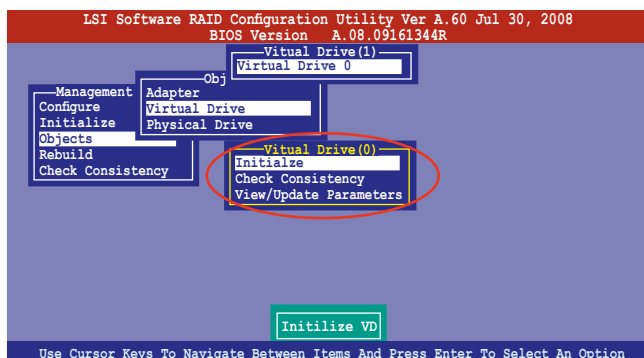 LSI Software RAID Configuration Utility Ver A.60 Jul 30, 2008
BIOS Version A.08.09161344R
Vitual Drive(1)
Virtual Drive 0
Obj
Management
Adapter
Configure
Virtual Drive
Initialize
Physical Drive
Objects
Rebuild
Check Consistency
Vitual Drive(0)
Initialze
Check Consistency
View/Update Parameters
Initilize VD
Use Cursor Keys To Navigate Between Items And Press Enter To Select An Option